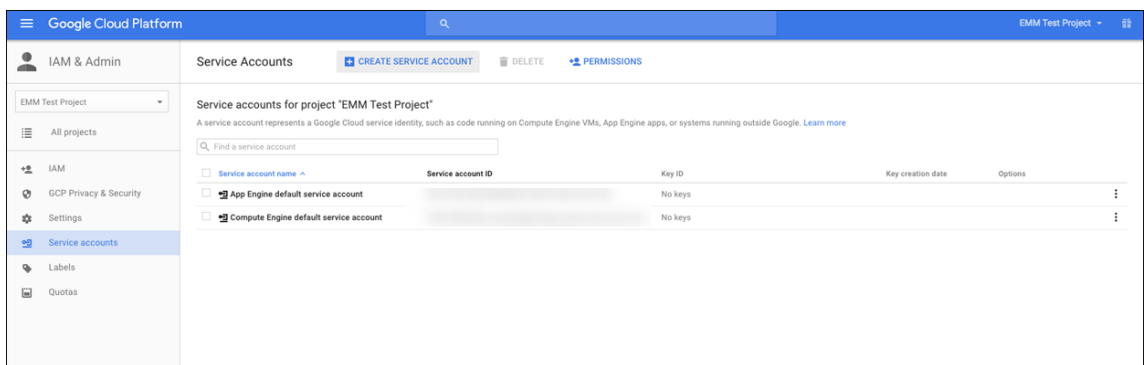 Google Cloud Platform
EMM Test Project
IAM & Admin
Service Accounts
CREATE SERVICE ACCOUNT
DELETE
PERMISSIONS
EMM Test Project
All projects
IAM
GCP Privacy & Security
Settings
Service accounts
Labels
Quotas
Service accounts for project "EMM Test Project"
A service account represents a Google Cloud service identity, such as code running on Compute Engine VMs, App Engine apps, or systems running outside Google. Learn more
Find a service account
Service account name
Service account ID
Key ID
Key creation date
Options
App Engine default service account
No keys
Compute Engine default service account
No keys